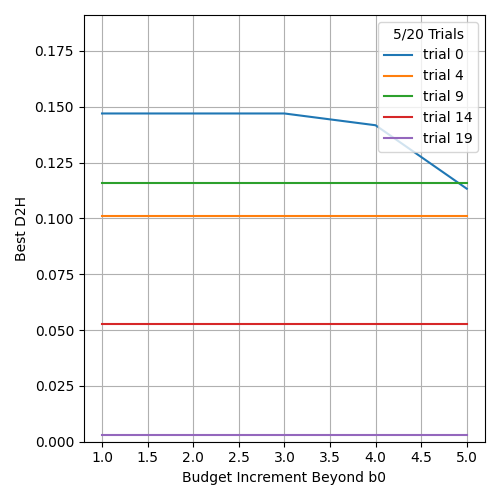 5/20 Trials
trial 0
trial 4
trial 9
trial 14
trial 19
0.175
0.150
0.125
0.100
0.075
0.050
0.025
0.000
Best D2H
1.0 1.5 2.0 2.5 3.0 3.5 4.0 4.5 5.0
Budget Increment Beyond b0